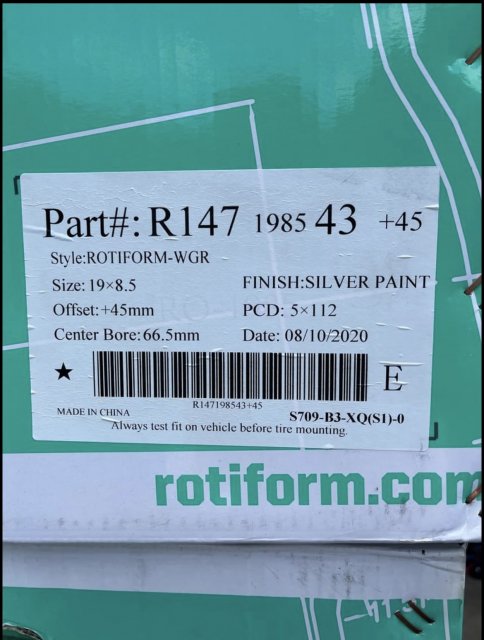 Part#: R147 1985 43 +45
Style:ROTIFORM-WGR
Size: 19×8.5 FINISH:SILVER PAINT
Offset:+45mm PCD: 5×112
Center Bore:66.5mm Date: 08/10/2020
★ E
R147198543+45
MADE IN CHINA S709-B3-XQ(S1)-0
Always test fit on vehicle before tire mounting.
rotiform.com